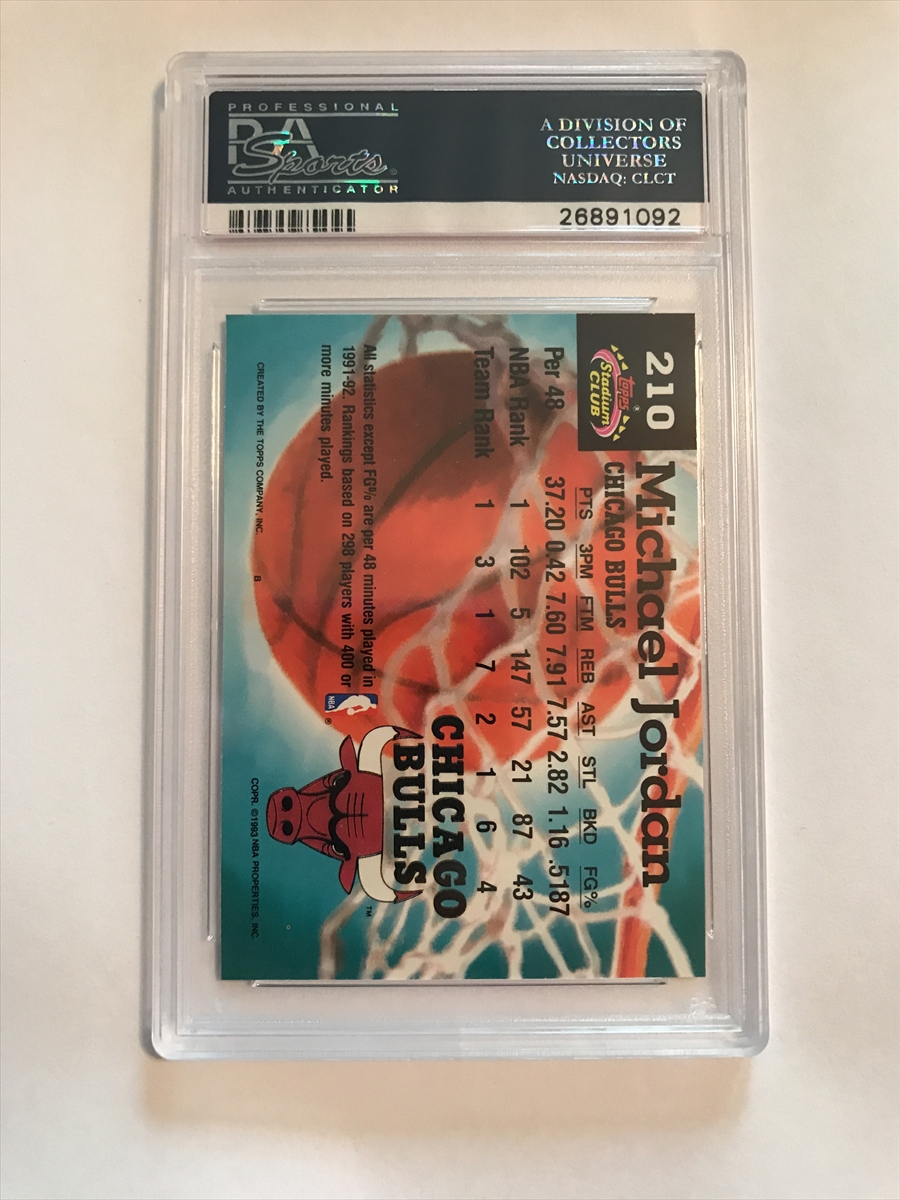 PROFESSIONAL
PSA
Sports
AUTHENTICATOR
A DIVISION OF
COLLECTORS
UNIVERSE
NASDAQ: CLCT
26891092
210
Topps
Stadium
CLUB
Michael Jordan
CHICAGO BULLS
PTS 3PM FTM REB AST STL BKD FG%
Per 48 37.20 0.42 7.60 7.91 7.57 2.82 1.16 .5187
NBA Rank 1 102 5 147 57 21 87 43
Team Rank 1 3 1 7 2 1 6 4
All statistics except FG% are per 48 minutes played in
1991-92. Rankings based on 298 players with 400 or
more minutes played.
NBA ®
CHICAGO
BULLS
™
CREATED BY THE TOPPS COMPANY, INC. B COPR. ©1993 NBA PROPERTIES, INC.